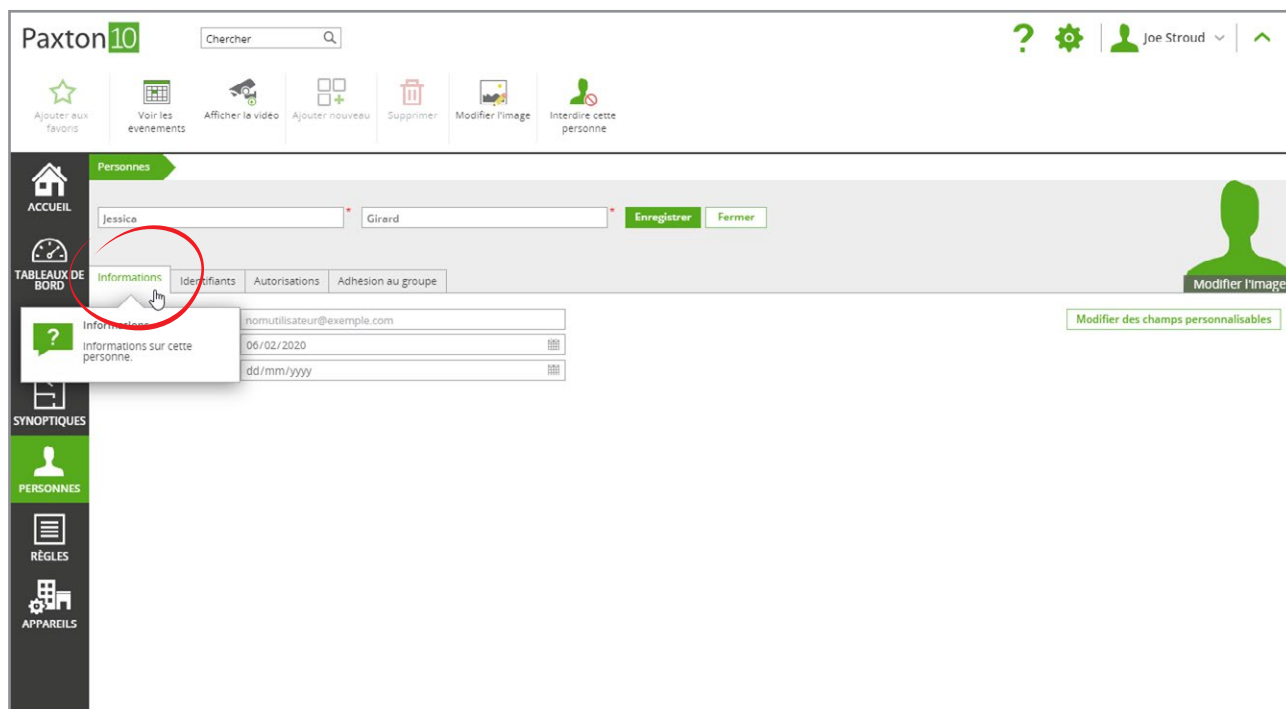 Paxton10
Chercher
Joe Stroud
Ajouter aux
favoris
Voir les
evenements
Afficher la vidéo
Ajouter nouveau
Supprimer
Modifier l'image
Interdire cette
personne
ACCUEIL
TABLEAUX DE
BORD
SYNOPTIQUES
PERSONNES
RÈGLES
APPAREILS
Personnes
Jessica
*
Girard
*
Enregistrer
Fermer
Modifier l'image
Informations
Identifiants
Autorisations
Adhésion au groupe
?
Informations
Informations sur cette
personne.
nomutilisateur@exemple.com
06/02/2020
dd/mm/yyyy
Modifier des champs personnalisables